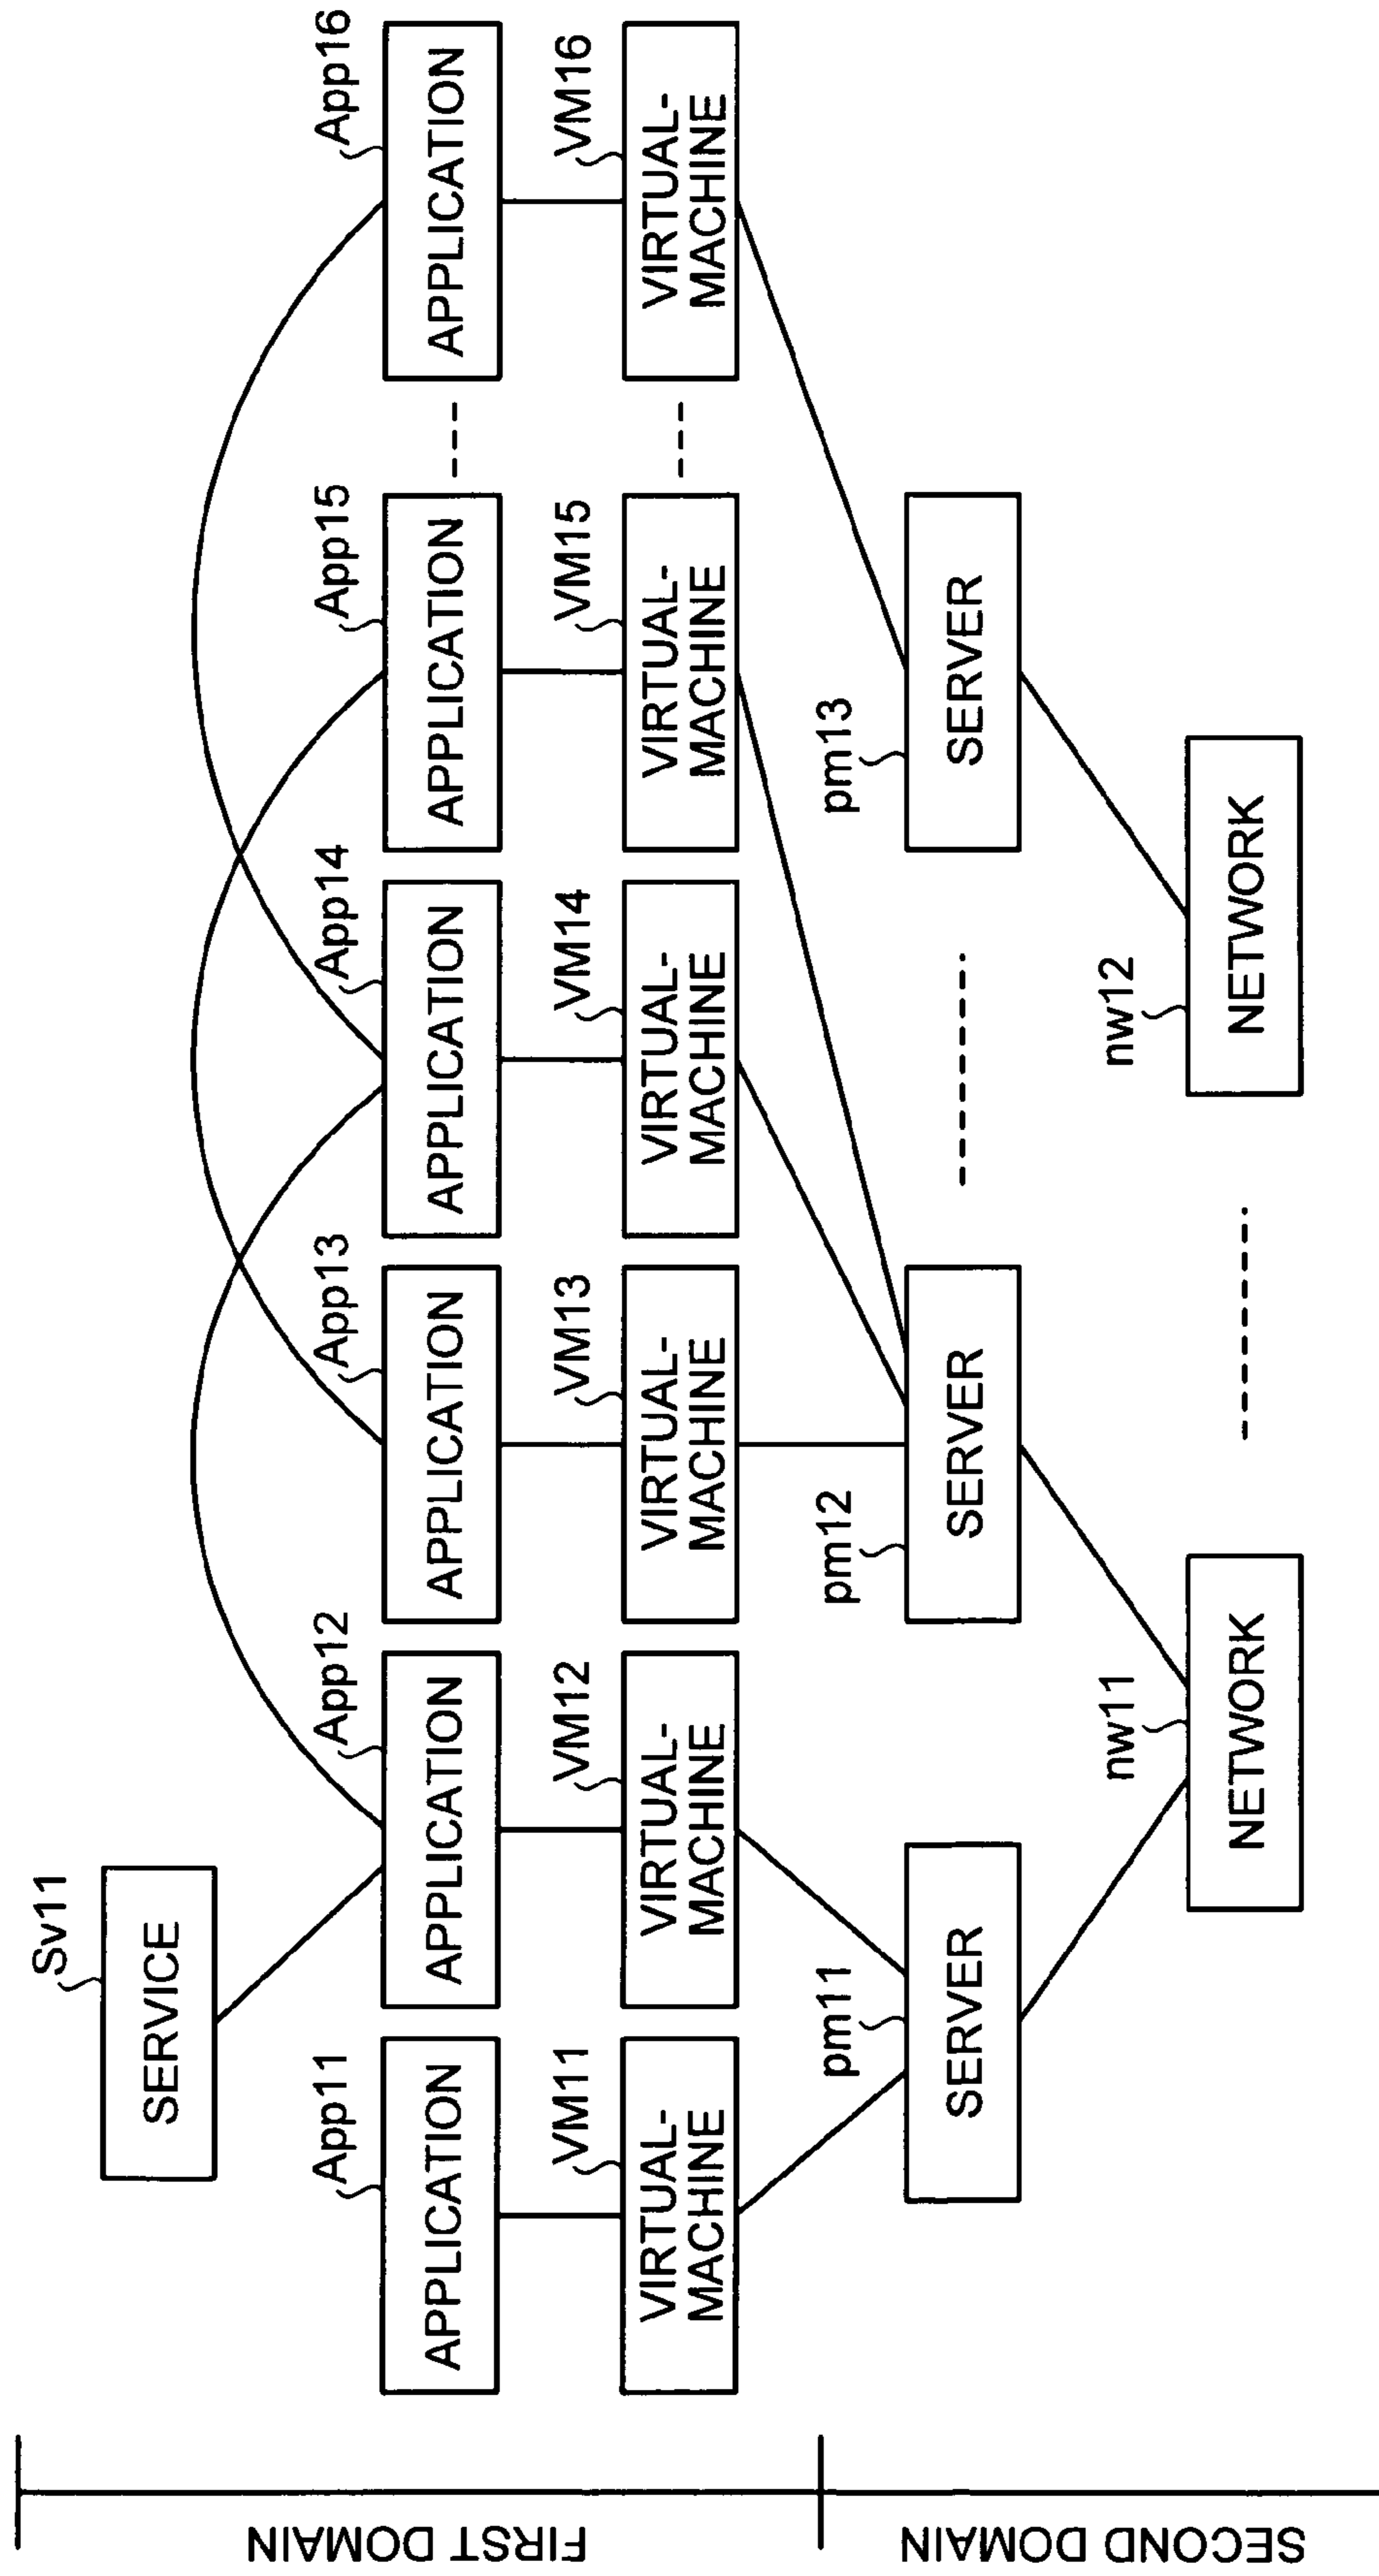 Sv11
SERVICE
App11
App12
App13
App14
App15
App16
APPLICATION
APPLICATION
APPLICATION
APPLICATION
APPLICATION
APPLICATION
VM11
VM12
VM13
VM14
VM15
VM16
VIRTUAL-
MACHINE
VIRTUAL-
MACHINE
VIRTUAL-
MACHINE
VIRTUAL-
MACHINE
VIRTUAL-
MACHINE
VIRTUAL-
MACHINE
FIRST DOMAIN
pm11
pm12
pm13
SERVER
SERVER
SERVER
nw11
nw12
NETWORK
NETWORK
SECOND DOMAIN